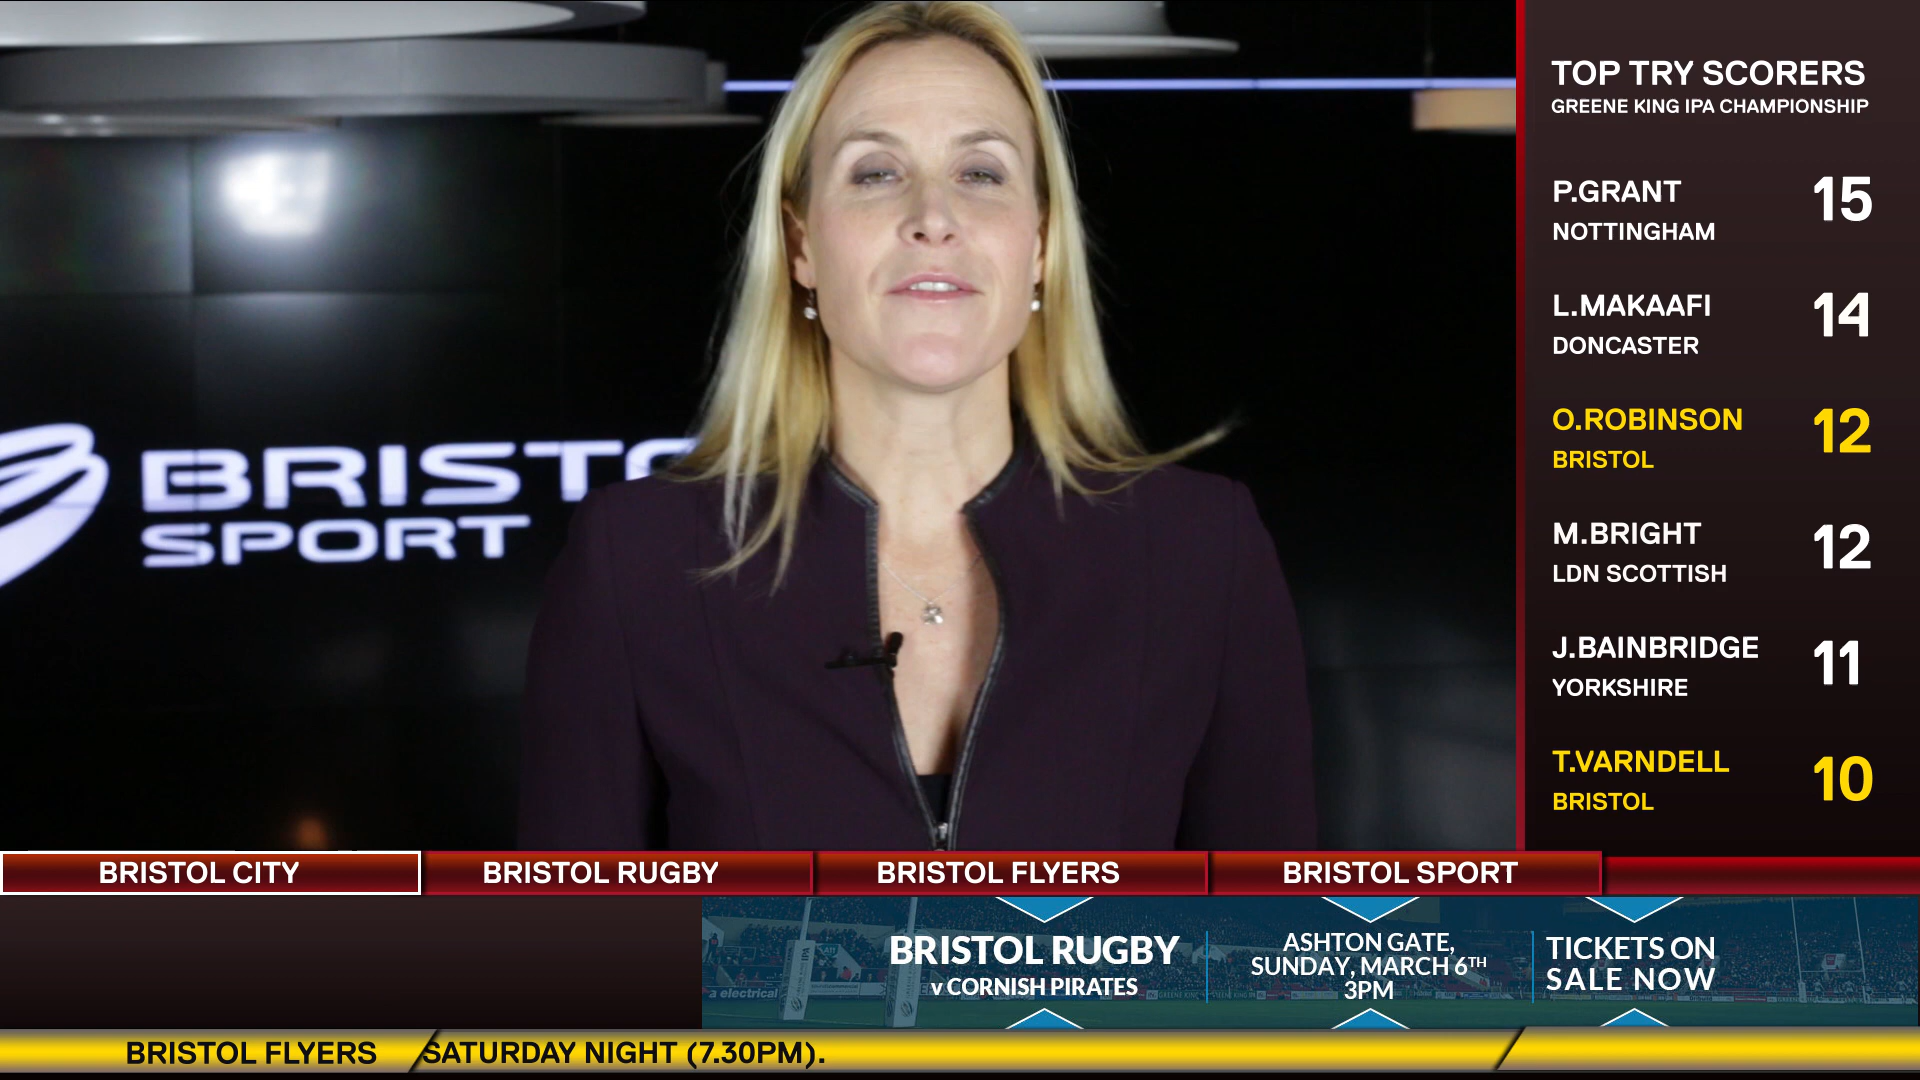 TOP TRY SCORERS
GREENE KING IPA CHAMPIONSHIP
P.GRANT 15
NOTTINGHAM
L.MAKAAFI 14
DONCASTER
O.ROBINSON 12
BRISTOL
M.BRIGHT 12
LDN SCOTTISH
J.BAINBRIDGE 11
YORKSHIRE
T.VARNDELL 10
BRISTOL
BRISTO
SPORT
BRISTOL CITY
BRISTOL RUGBY
BRISTOL FLYERS
BRISTOL SPORT
BRISTOL RUGBY
v CORNISH PIRATES
ASHTON GATE,
SUNDAY, MARCH 6TH
3PM
TICKETS ON
SALE NOW
a electrical
BRISTOL FLYERS
SATURDAY NIGHT (7.30PM).